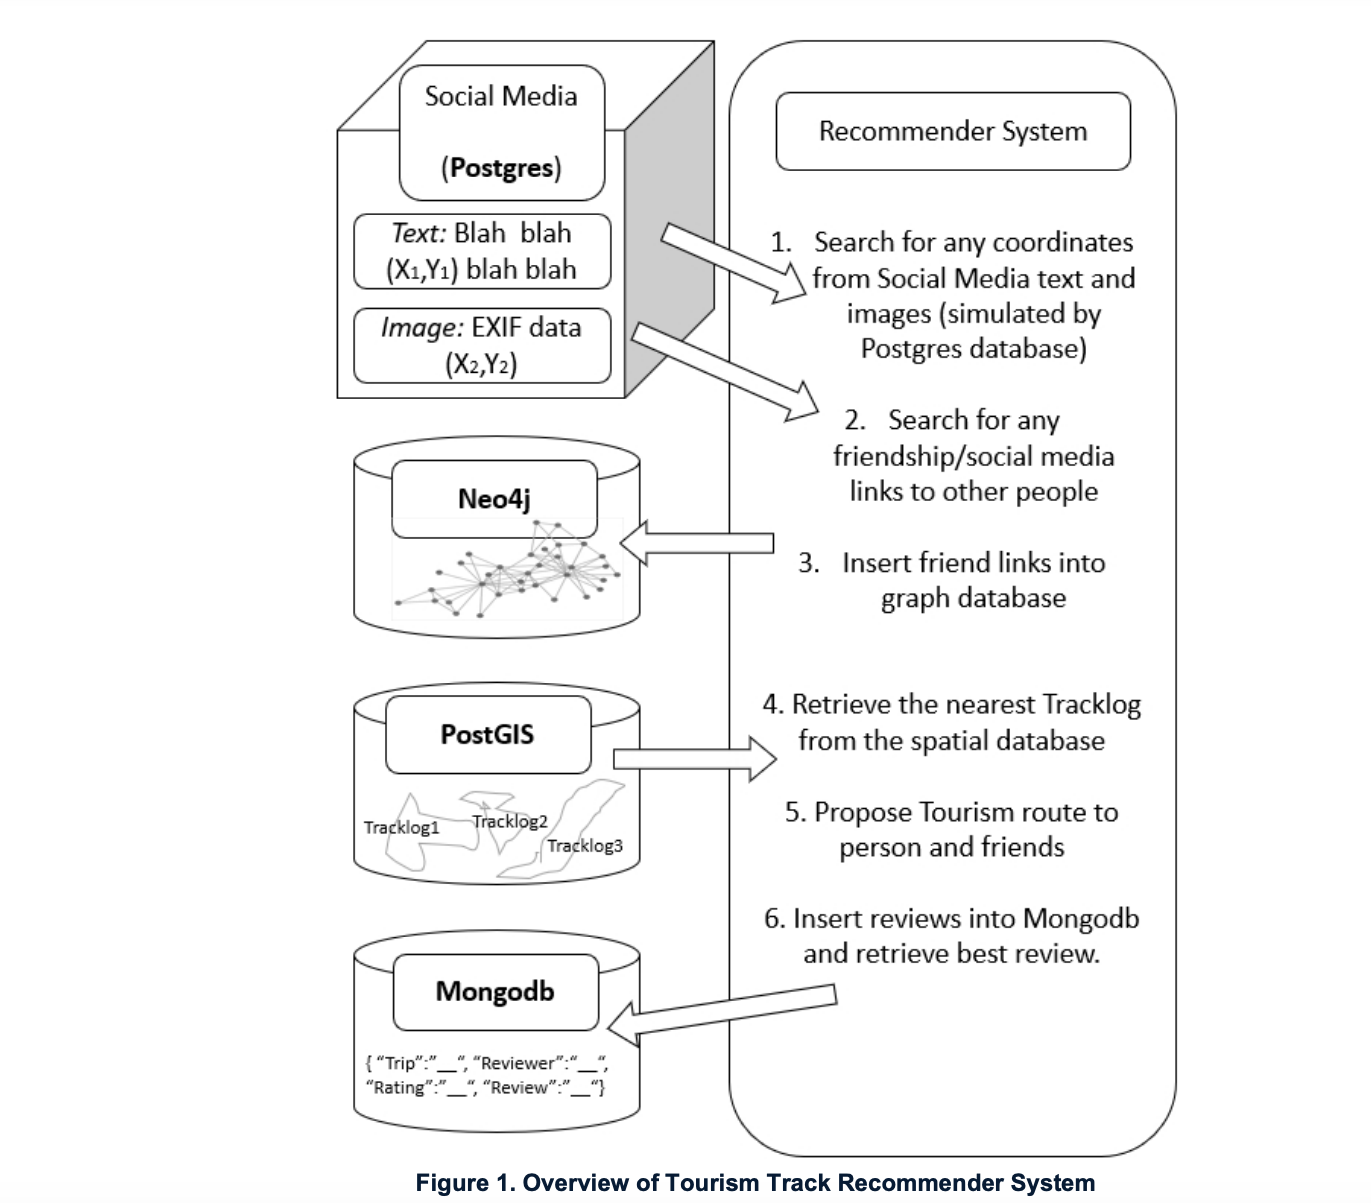 Social Media
(Postgres)
Text: Blah blah
(X1,Y1) blah blah
Image: EXIF data
(X2,Y2)
Neo4j
PostGIS
Tracklog1
Tracklog2
Tracklog3
Mongodb
{ “Trip”:”__“, “Reviewer”:“__“,
“Rating”:”__“, “Review”:”__“}
Recommender System
1. Search for any coordinates
from Social Media text and
images (simulated by
Postgres database)
2. Search for any
friendship/social media
links to other people
3. Insert friend links into
graph database
4. Retrieve the nearest Tracklog
from the spatial database
5. Propose Tourism route to
person and friends
6. Insert reviews into Mongodb
and retrieve best review.
Figure 1. Overview of Tourism Track Recommender System